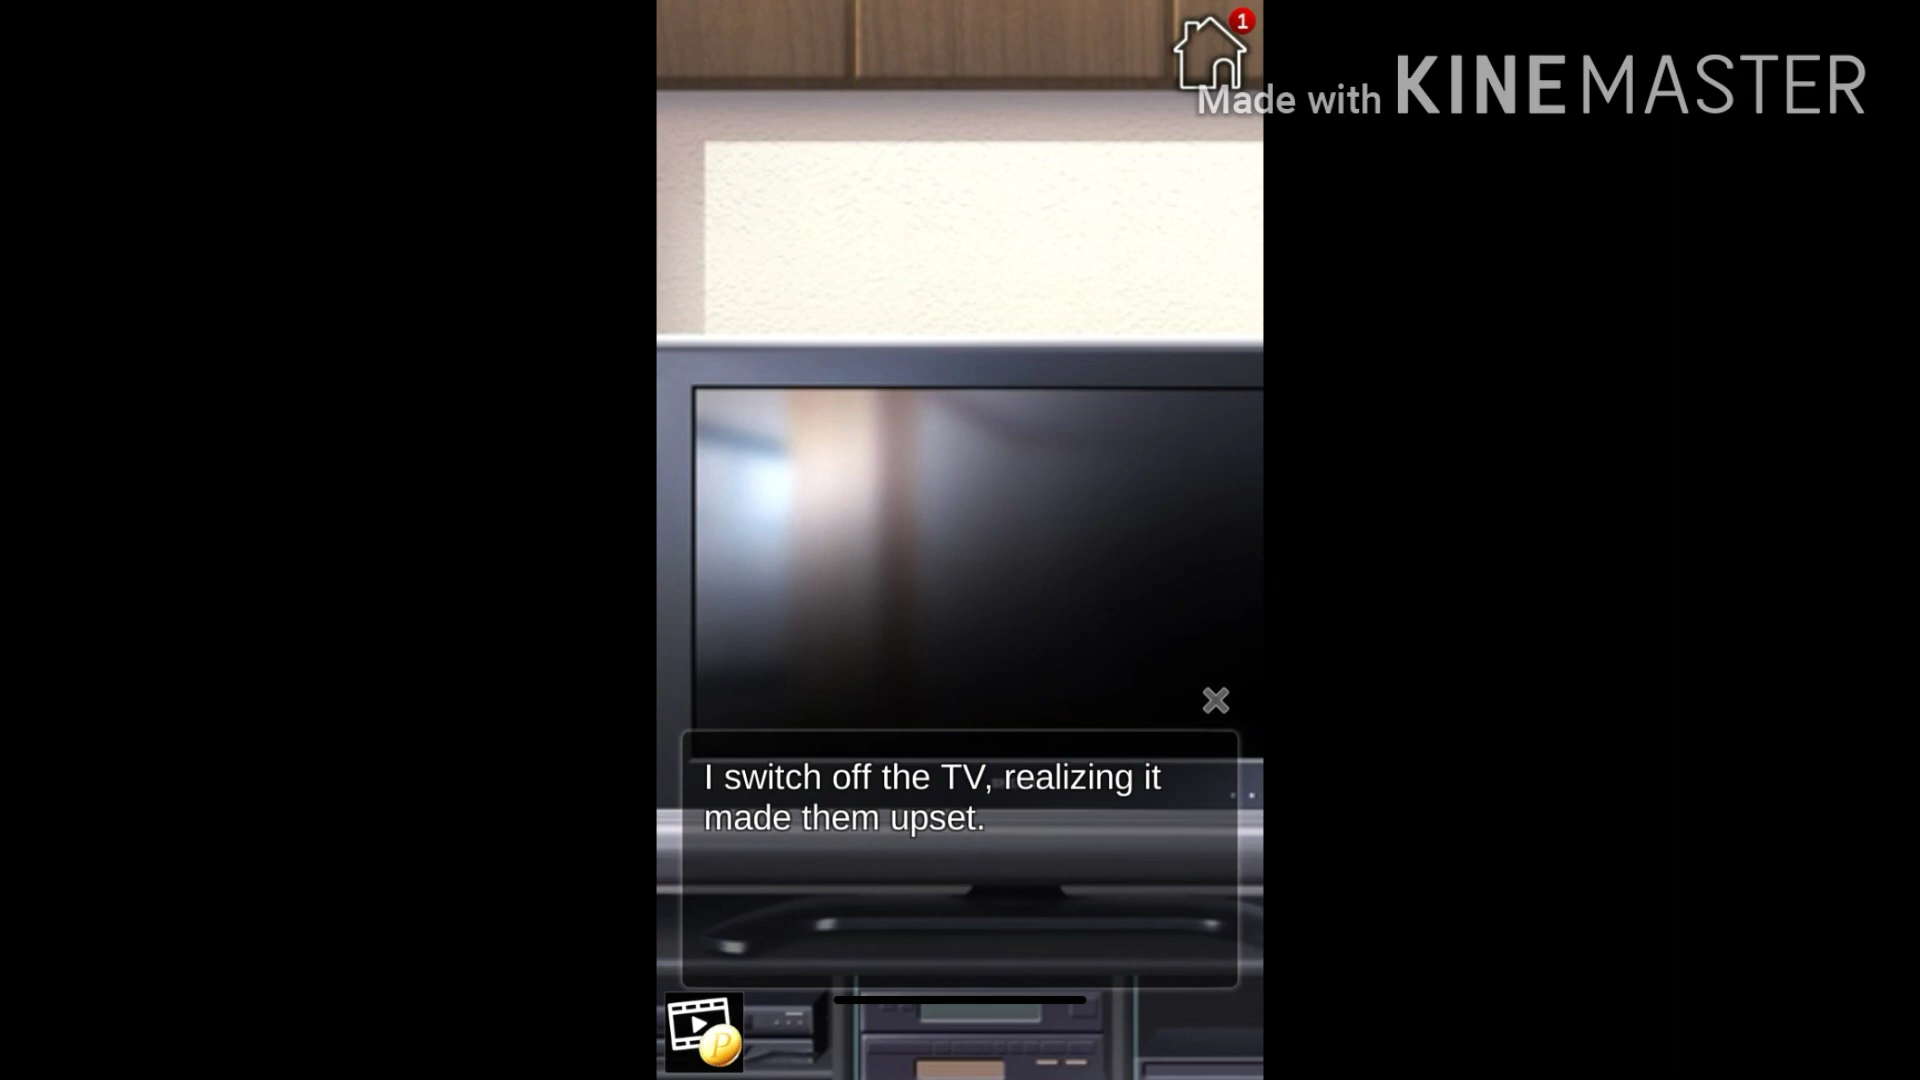 1
Made with KINEMASTER
I switch off the TV, realizing it
made them upset.
P